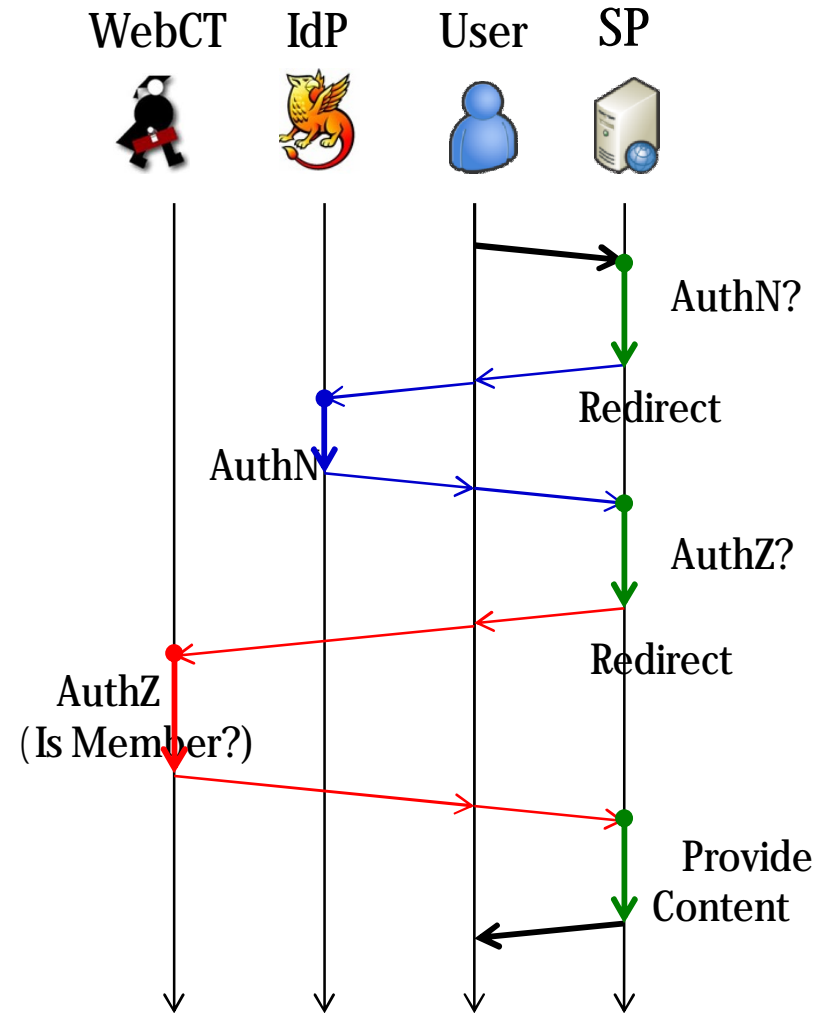 WebCT IdP User SP
AuthN?
Redirect
AuthN
AuthZ?
Redirect
AuthZ
(Is Member?)
Provide
Content